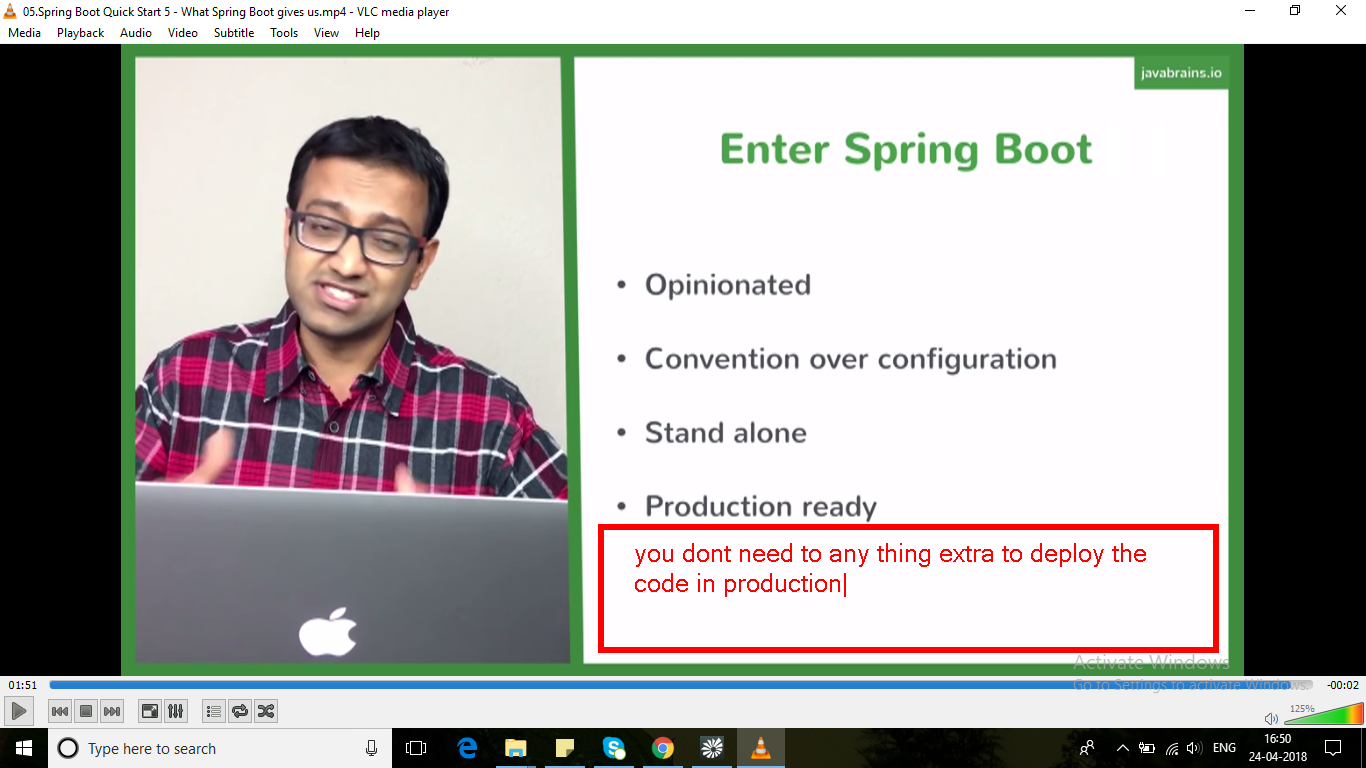 05.Spring Boot Quick Start 5 - What Spring Boot gives us.mp4 - VLC media player
Media Playback Audio Video Subtitle Tools View Help
javabrains.io
Enter Spring Boot
• Opinionated
• Convention over configuration
• Stand alone
• Production ready
you dont need to any thing extra to deploy the
code in production
Activate Windows
Go to Settings to activate Windows.
01:51
-00:02
125%
Type here to search
ENG
16:50
24-04-2018